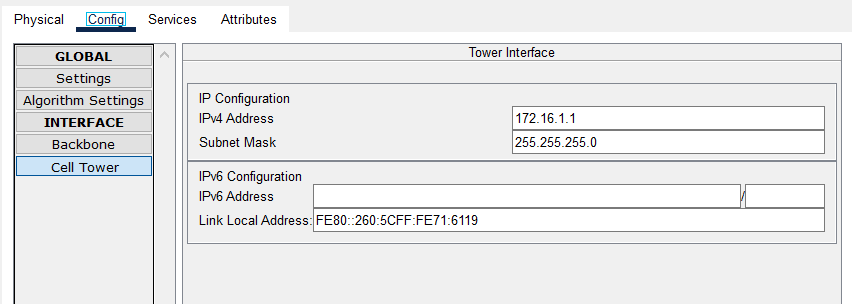 Physical Config Services Attributes
GLOBAL
Settings
Algorithm Settings
INTERFACE
Backbone
Cell Tower
Tower Interface
IP Configuration
IPv4 Address 172.16.1.1
Subnet Mask 255.255.255.0
IPv6 Configuration
IPv6 Address /
Link Local Address: FE80::260:5CFF:FE71:6119